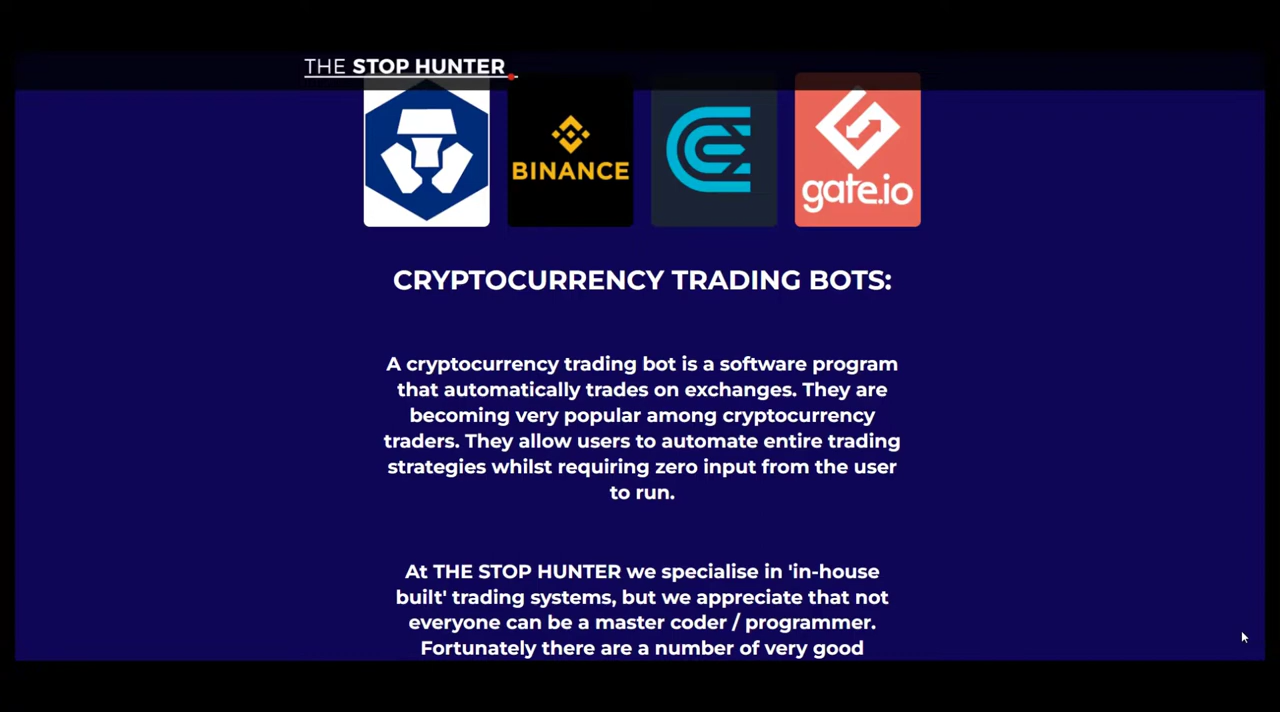 THE STOP HUNTER
BINANCE
gate.io
CRYPTOCURRENCY TRADING BOTS:
A cryptocurrency trading bot is a software program
that automatically trades on exchanges. They are
becoming very popular among cryptocurrency
traders. They allow users to automate entire trading
strategies whilst requiring zero input from the user
to run.
At THE STOP HUNTER we specialise in 'in-house
built' trading systems, but we appreciate that not
everyone can be a master coder / programmer.
Fortunately there are a number of very good